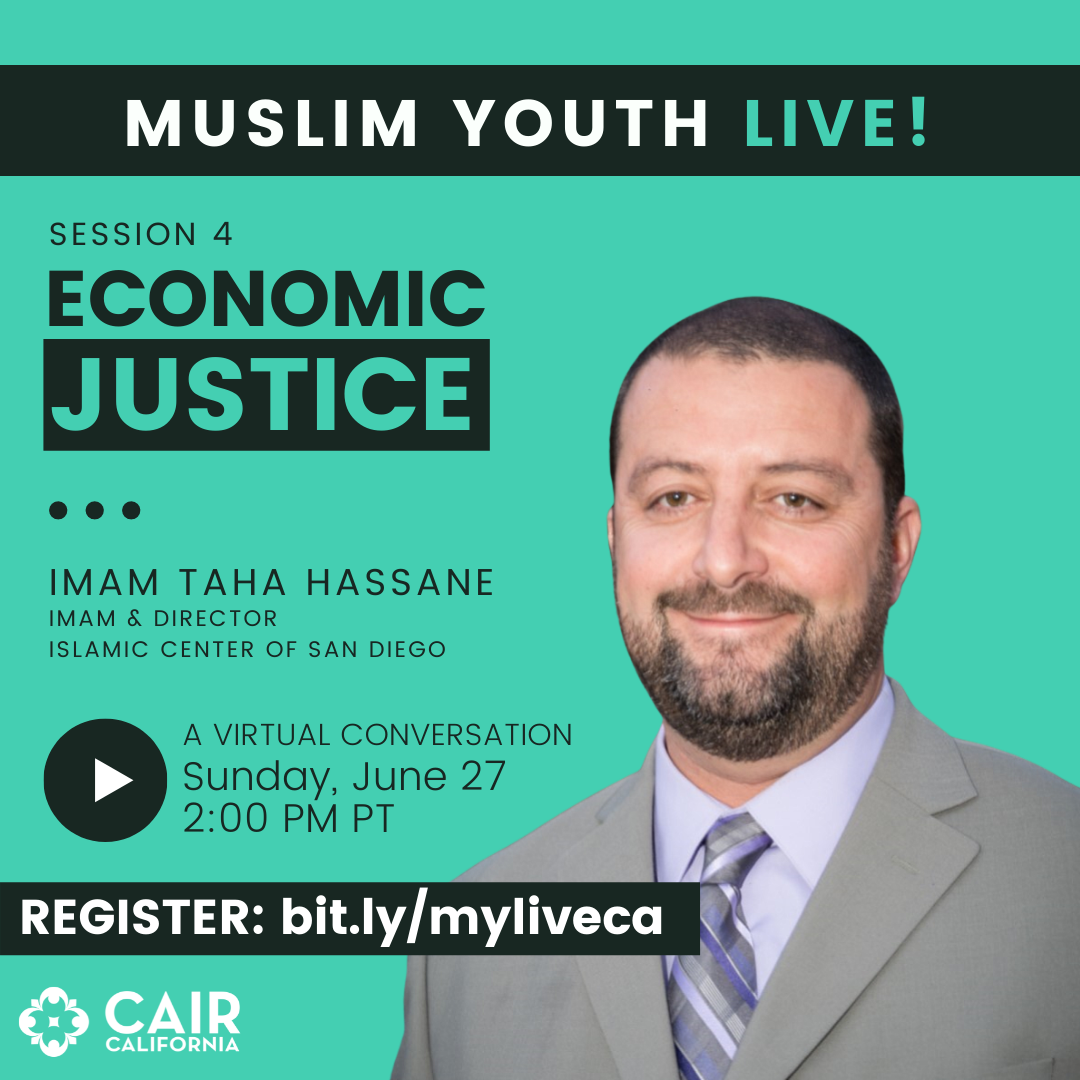 MUSLIM YOUTH LIVE!
SESSION 4
ECONOMIC
JUSTICE
IMAM TAHA HASSANE
IMAM & DIRECTOR
ISLAMIC CENTER OF SAN DIEGO
A VIRTUAL CONVERSATION
Sunday, June 27
2:00 PM PT
REGISTER: bit.ly/myliveca
CAIR
CALIFORNIA